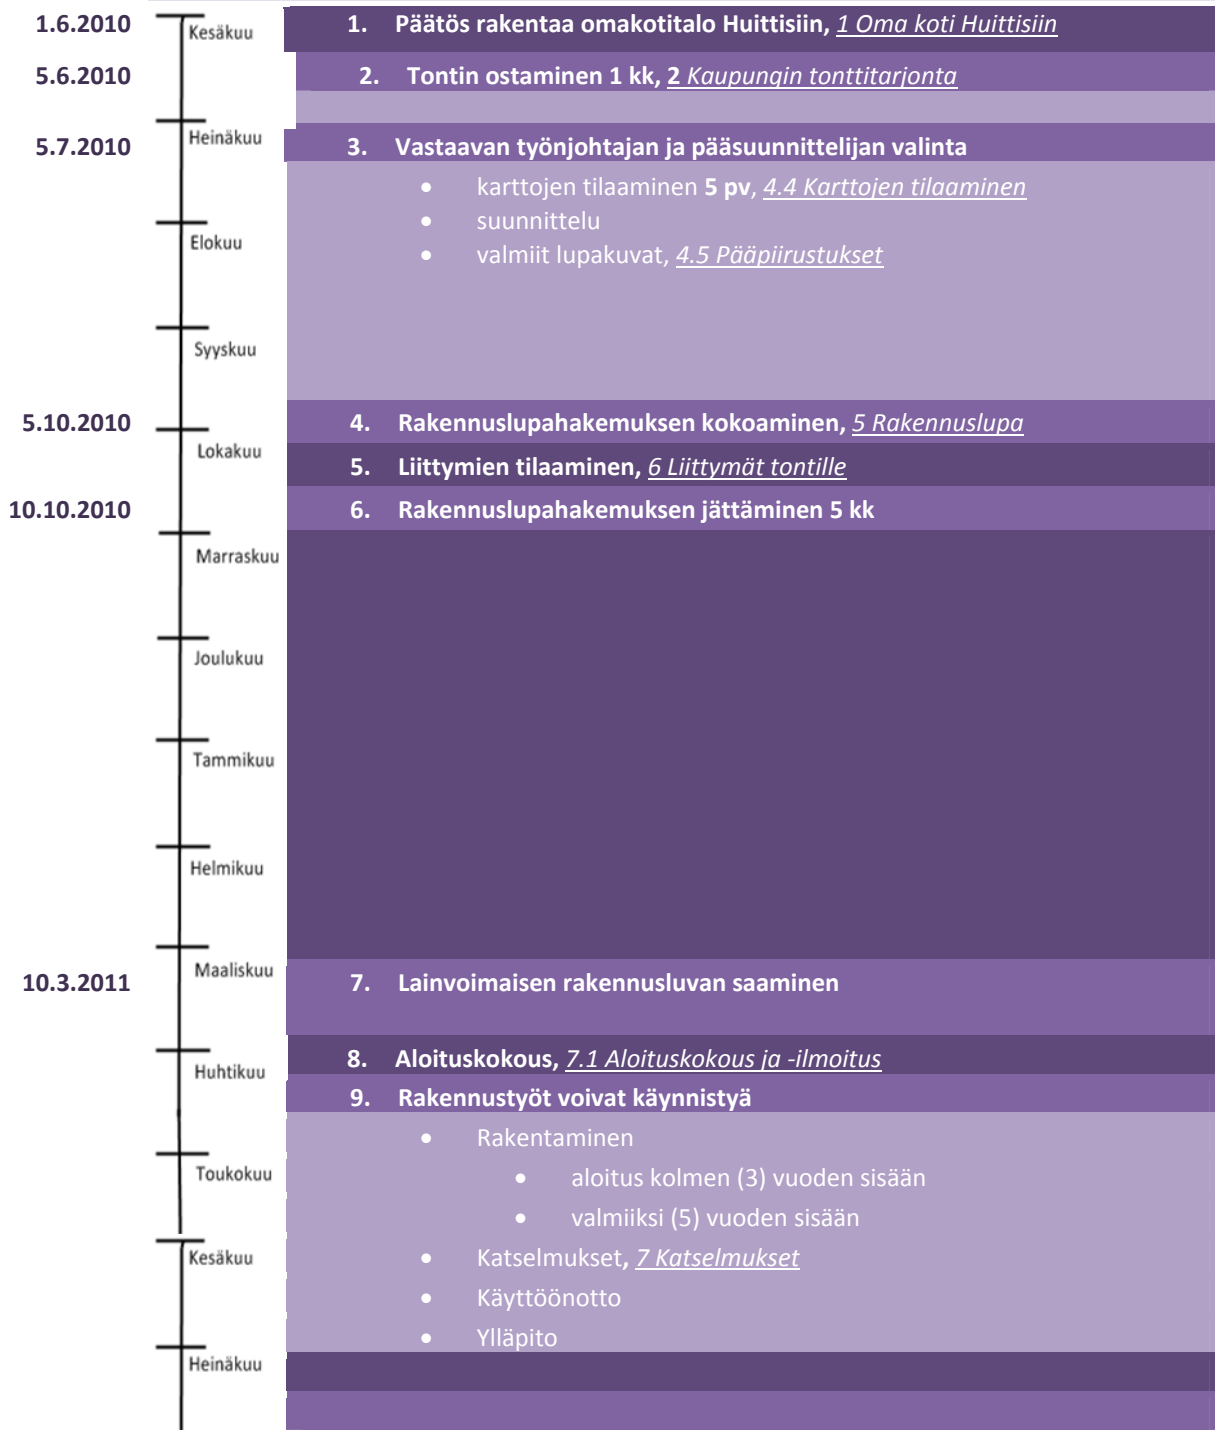 1.6.2010 Kesäkuu 1. Päätös rakentaa omakotitalo Huittisiin, 1 Oma koti Huittisiin
5.6.2010 2. Tontin ostaminen 1 kk, 2 Kaupungin tonttitarjonta
5.7.2010 Heinäkuu 3. Vastaavan työnjohtajan ja pääsuunnittelijan valinta
• karttojen tilaaminen 5 pv, 4.4 Karttojen tilaaminen
• suunnittelu
Elokuu
• valmiit lupakuvat, 4.5 Pääpiirustukset
Syyskuu
5.10.2010 4. Rakennuslupahakemuksen kokoaminen, 5 Rakennuslupa
Lokakuu
5. Liittymien tilaaminen, 6 Liittymät tontille
10.10.2010 6. Rakennuslupahakemuksen jättäminen 5 kk
Marraskuu
Joulukuu
Tammikuu
Helmikuu
Maaliskuu
10.3.2011 7. Lainvoimaisen rakennusluvan saaminen
8. Aloituskokous, 7.1 Aloituskokous ja -ilmoitus
Huhtikuu
9. Rakennustyöt voivat käynnistyä
• Rakentaminen
Toukokuu
• aloitus kolmen (3) vuoden sisään
• valmiiksi (5) vuoden sisään
Kesäkuu
• Katselmukset, 7 Katselmukset
• Käyttöönotto
• Ylläpito
Heinäkuu